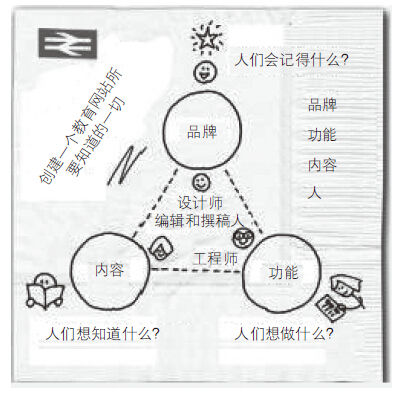 人们会记得什么?
创建一个教育网站所
要知道的一切
品牌
品牌
功能
内容
人
设计师
编辑和撰稿人
工程师
内容
功能
人们想知道什么?
人们想做什么?